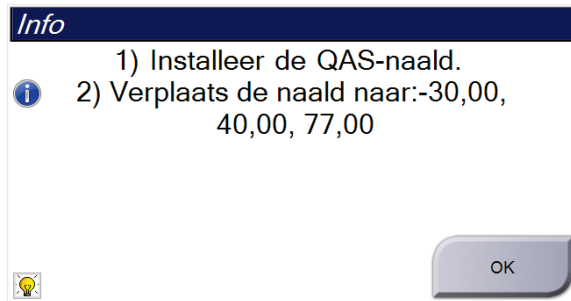 Info
1) Installeer de QAS-naald.
2) Verplaats de naald naar:-30,00,
40,00, 77,00
OK